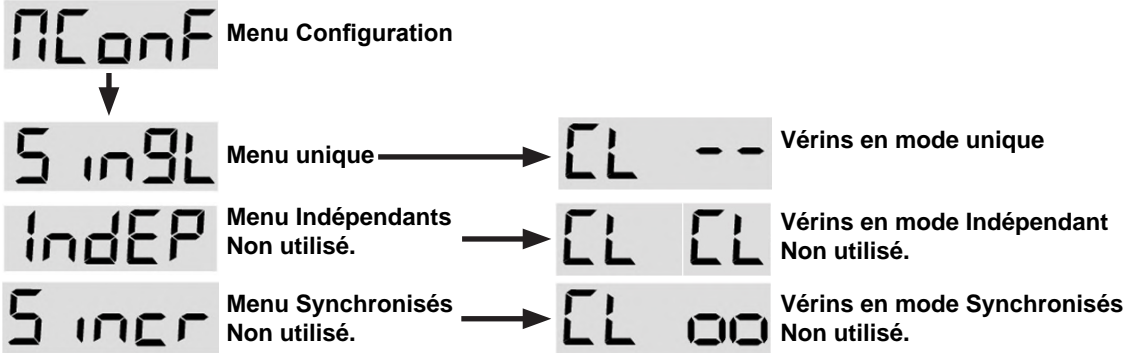 MConF Menu Configuration
SingL Menu unique CL -- Vérins en mode unique
IndEP Menu Indépendants
Non utilisé. CL CL Vérins en mode Indépendant
Non utilisé.
Sincr Menu Synchronisés
Non utilisé. CL oo Vérins en mode Synchronisés
Non utilisé.